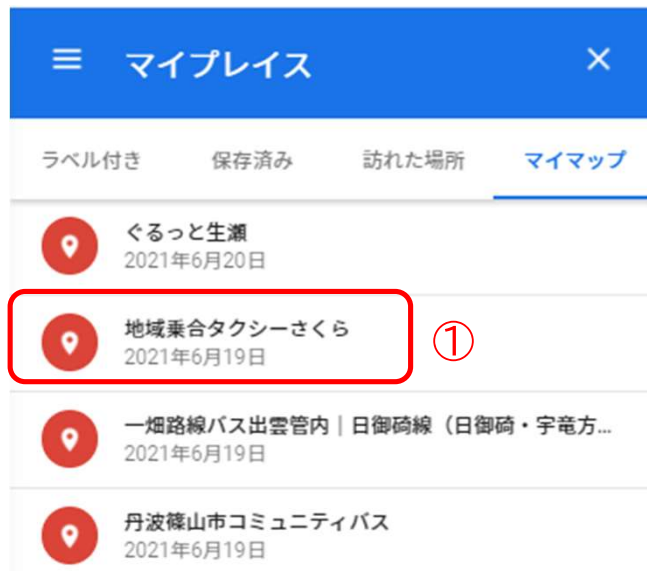 マイプレイス
ラベル付き 保存済み 訪れた場所 マイマップ
ぐるっと生瀬
2021年6月20日
地域乗合タクシーさくら
2021年6月19日
①
一畑路線バス出雲管内｜日御碕線（日御碕・宇竜方...
2021年6月19日
丹波篠山市コミュニティバス
2021年6月19日